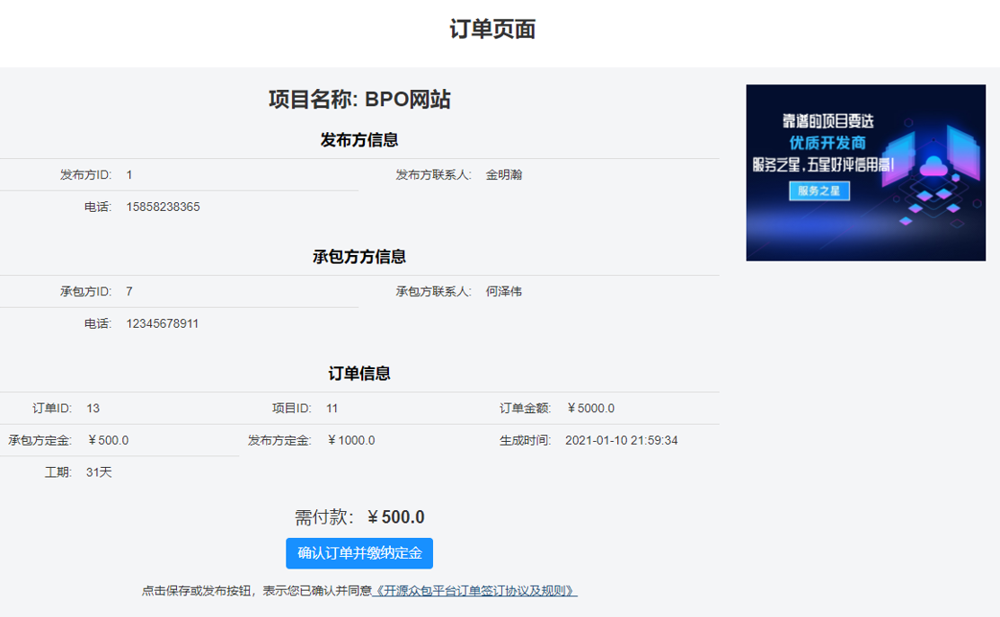 订单页面
项目名称: BPO网站
发布方信息
发布方ID: 1 发布方联系人: 金明瀚
电话: 15858238365
承包方方信息
承包方ID: 7 承包方联系人: 何泽伟
电话: 12345678911
订单信息
订单ID: 13 项目ID: 11 订单金额: ￥5000.0
承包方定金: ￥500.0 发布方定金: ￥1000.0 生成时间: 2021-01-10 21:59:34
工期: 31天
需付款: ￥500.0
确认订单并缴纳定金
点击保存或发布按钮，表示您已确认并同意《开源众包平台订单签订协议及规则》
靠谱的项目要选
优质开发商
服务之星,五星好评信用高!
服务之星